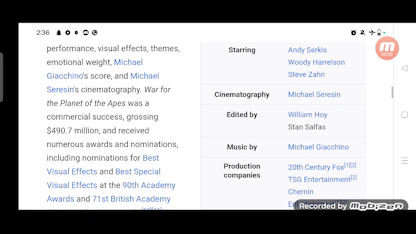 2:36
performance, visual effects, themes,
emotional weight, Michael
Giacchino's score, and Michael
Seresin's cinematography. War for
the Planet of the Apes was a
commercial success, grossing
$490.7 million, and received
numerous awards and nominations,
including nominations for Best
Visual Effects and Best Special
Visual Effects at the 90th Academy
Awards and 71st British Academy
Starring
Andy Serkis
Woody Harrelson
Steve Zahn
Cinematography Michael Seresin
Edited by
William Hoy
Stan Salfas
Music by Michael Giacchino
Production
companies
20th Century Fox[1][2]
TSG Entertainment[2]
Chernin
Recorded by Mobizen